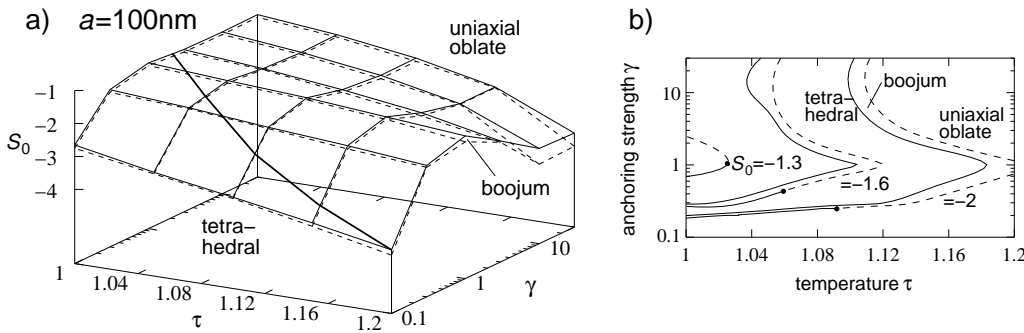 a) a=100nm
uniaxial
oblate
S₀
−1
−2
−3
−4
boojum
tetra−
hedral
1
1.04
1.08
1.12
1.16
1.2
τ
0.1
1
10
γ
b)
anchoring strength γ
10
1
0.1
boojum
tetra−
hedral
uniaxial
oblate
S₀=−1.3
=−1.6
=−2
1
1.04
1.08
1.12
1.16
1.2
temperature τ